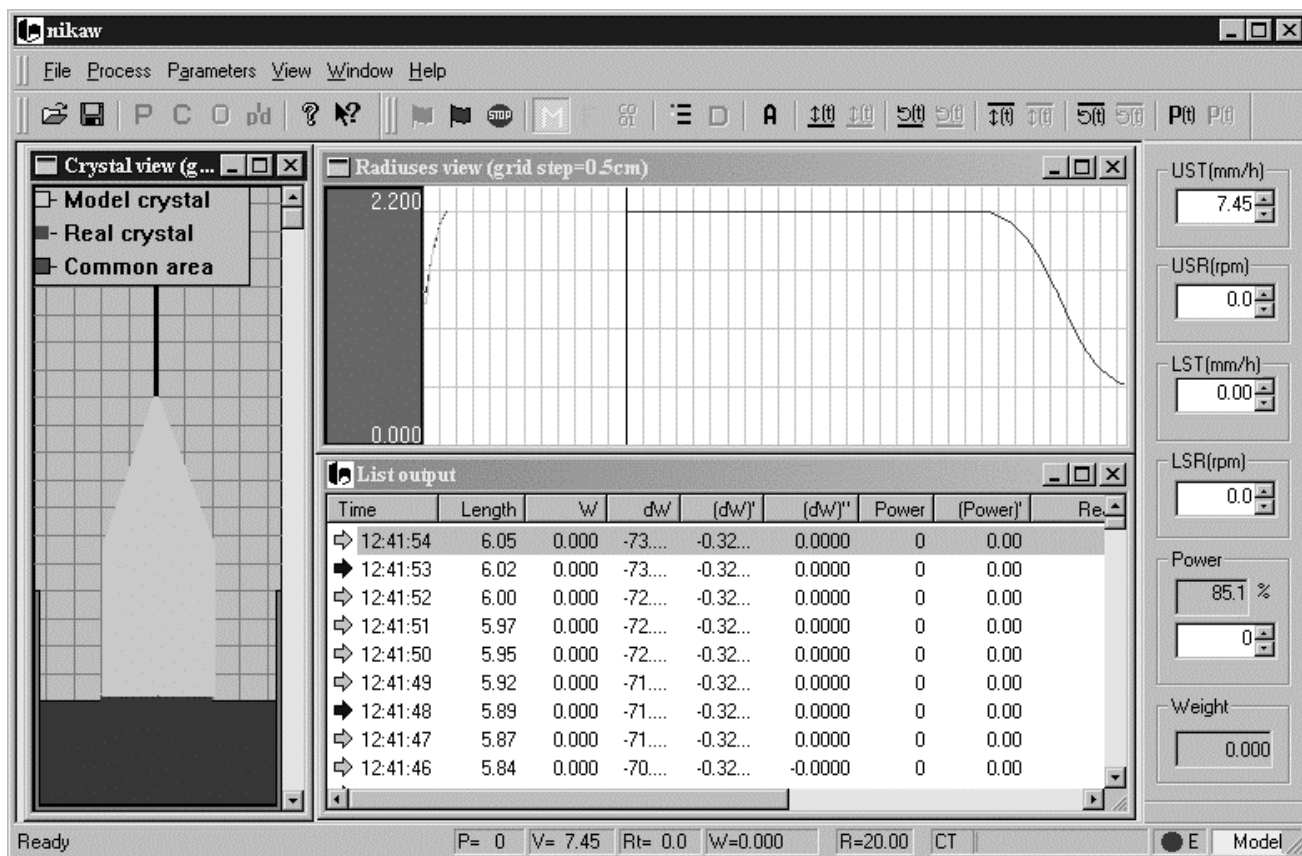 nikaw
File Process Parameters View Window Help
P C O p'd ? ? STOP M D A ↕(t) ↕(t) (t) (t) ↕(t) ↕(t) (t) (t) P(t) P(t)
Crystal view (g...
Model crystal
Real crystal
Common area
Radiuses view (grid step=0.5cm)
2.200
0.000
List output
Time Length W dW (dW)' (dW)'' Power (Power)' Re
12:41:54 6.05 0.000 -73.... -0.32... 0.0000 0 0.00
12:41:53 6.02 0.000 -73.... -0.32... 0.0000 0 0.00
12:41:52 6.00 0.000 -72.... -0.32... 0.0000 0 0.00
12:41:51 5.97 0.000 -72.... -0.32... 0.0000 0 0.00
12:41:50 5.95 0.000 -72.... -0.32... 0.0000 0 0.00
12:41:49 5.92 0.000 -71.... -0.32... 0.0000 0 0.00
12:41:48 5.89 0.000 -71.... -0.32... 0.0000 0 0.00
12:41:47 5.87 0.000 -71.... -0.32... 0.0000 0 0.00
12:41:46 5.84 0.000 -70.... -0.32... -0.0000 0 0.00
UST(mm/h)
7.45
USR(rpm)
0.0
LST(mm/h)
0.00
LSR(rpm)
0.0
Power
85.1 %
0
Weight
0.000
Ready P= 0 V= 7.45 Rt= 0.0 W=0.000 R=20.00 CT E Model